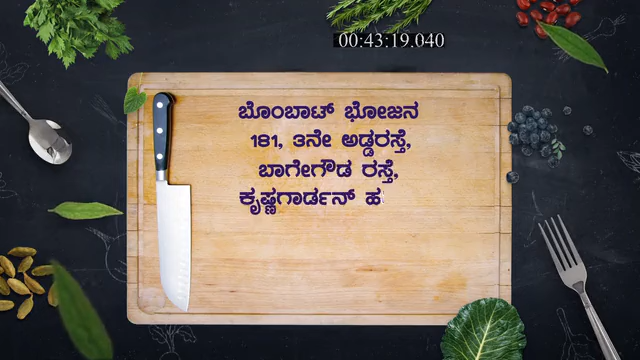 00:43:19.040
ಬೊಂಬಾಟ್ ಭೋಜನ
181, 3ನೇ ಅಡ್ಡರಸ್ತೆ,
ಬಾಗೇಗೌಡ ರಸ್ತೆ,
ಕೃಷ್ಣಗಾರ್ಡನ್ ಹ